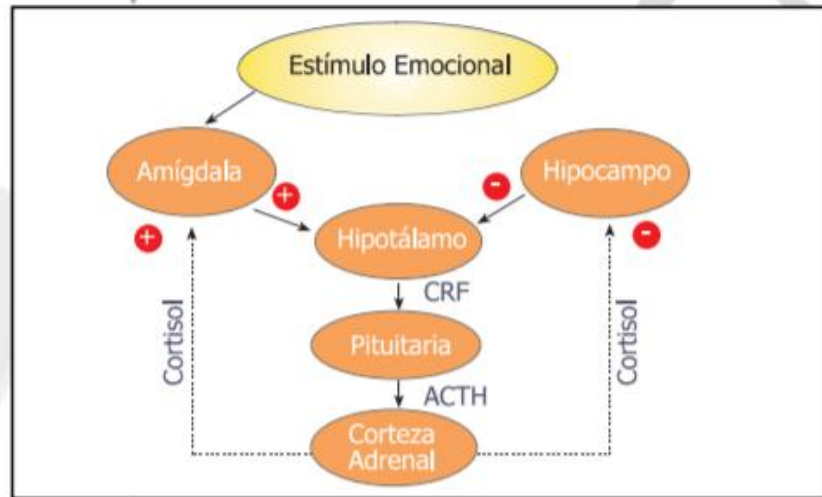 Estímulo Emocional
Amígdala
Hipocampo
+
-
+
-
Hipotálamo
CRF
Cortisol
Cortisol
Pituitaria
ACTH
Corteza
Adrenal